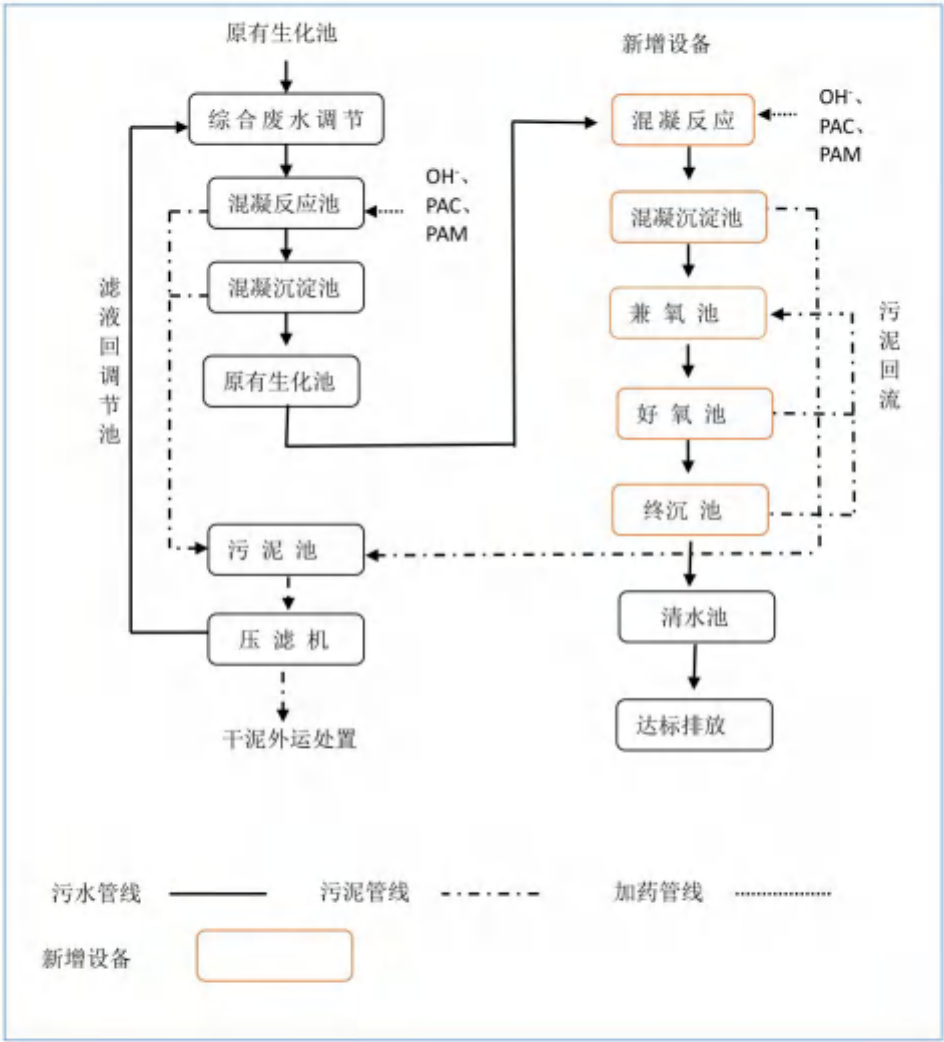 原有生化池
综合废水调节
混凝反应池
OH⁻、
PAC、
PAM
混凝沉淀池
原有生化池
滤液回调节池
污泥池
压滤机
干泥外运处置
新增设备
混凝反应
OH⁻、
PAC、
PAM
混凝沉淀池
兼氧池
好氧池
终沉池
污泥回流
清水池
达标排放
污水管线
污泥管线
加药管线
新增设备